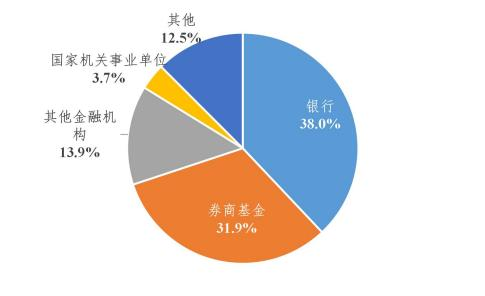 其他
12.5%
国家机关事业单位
3.7%
其他金融机
构
13.9%
银行
38.0%
券商基金
31.9%